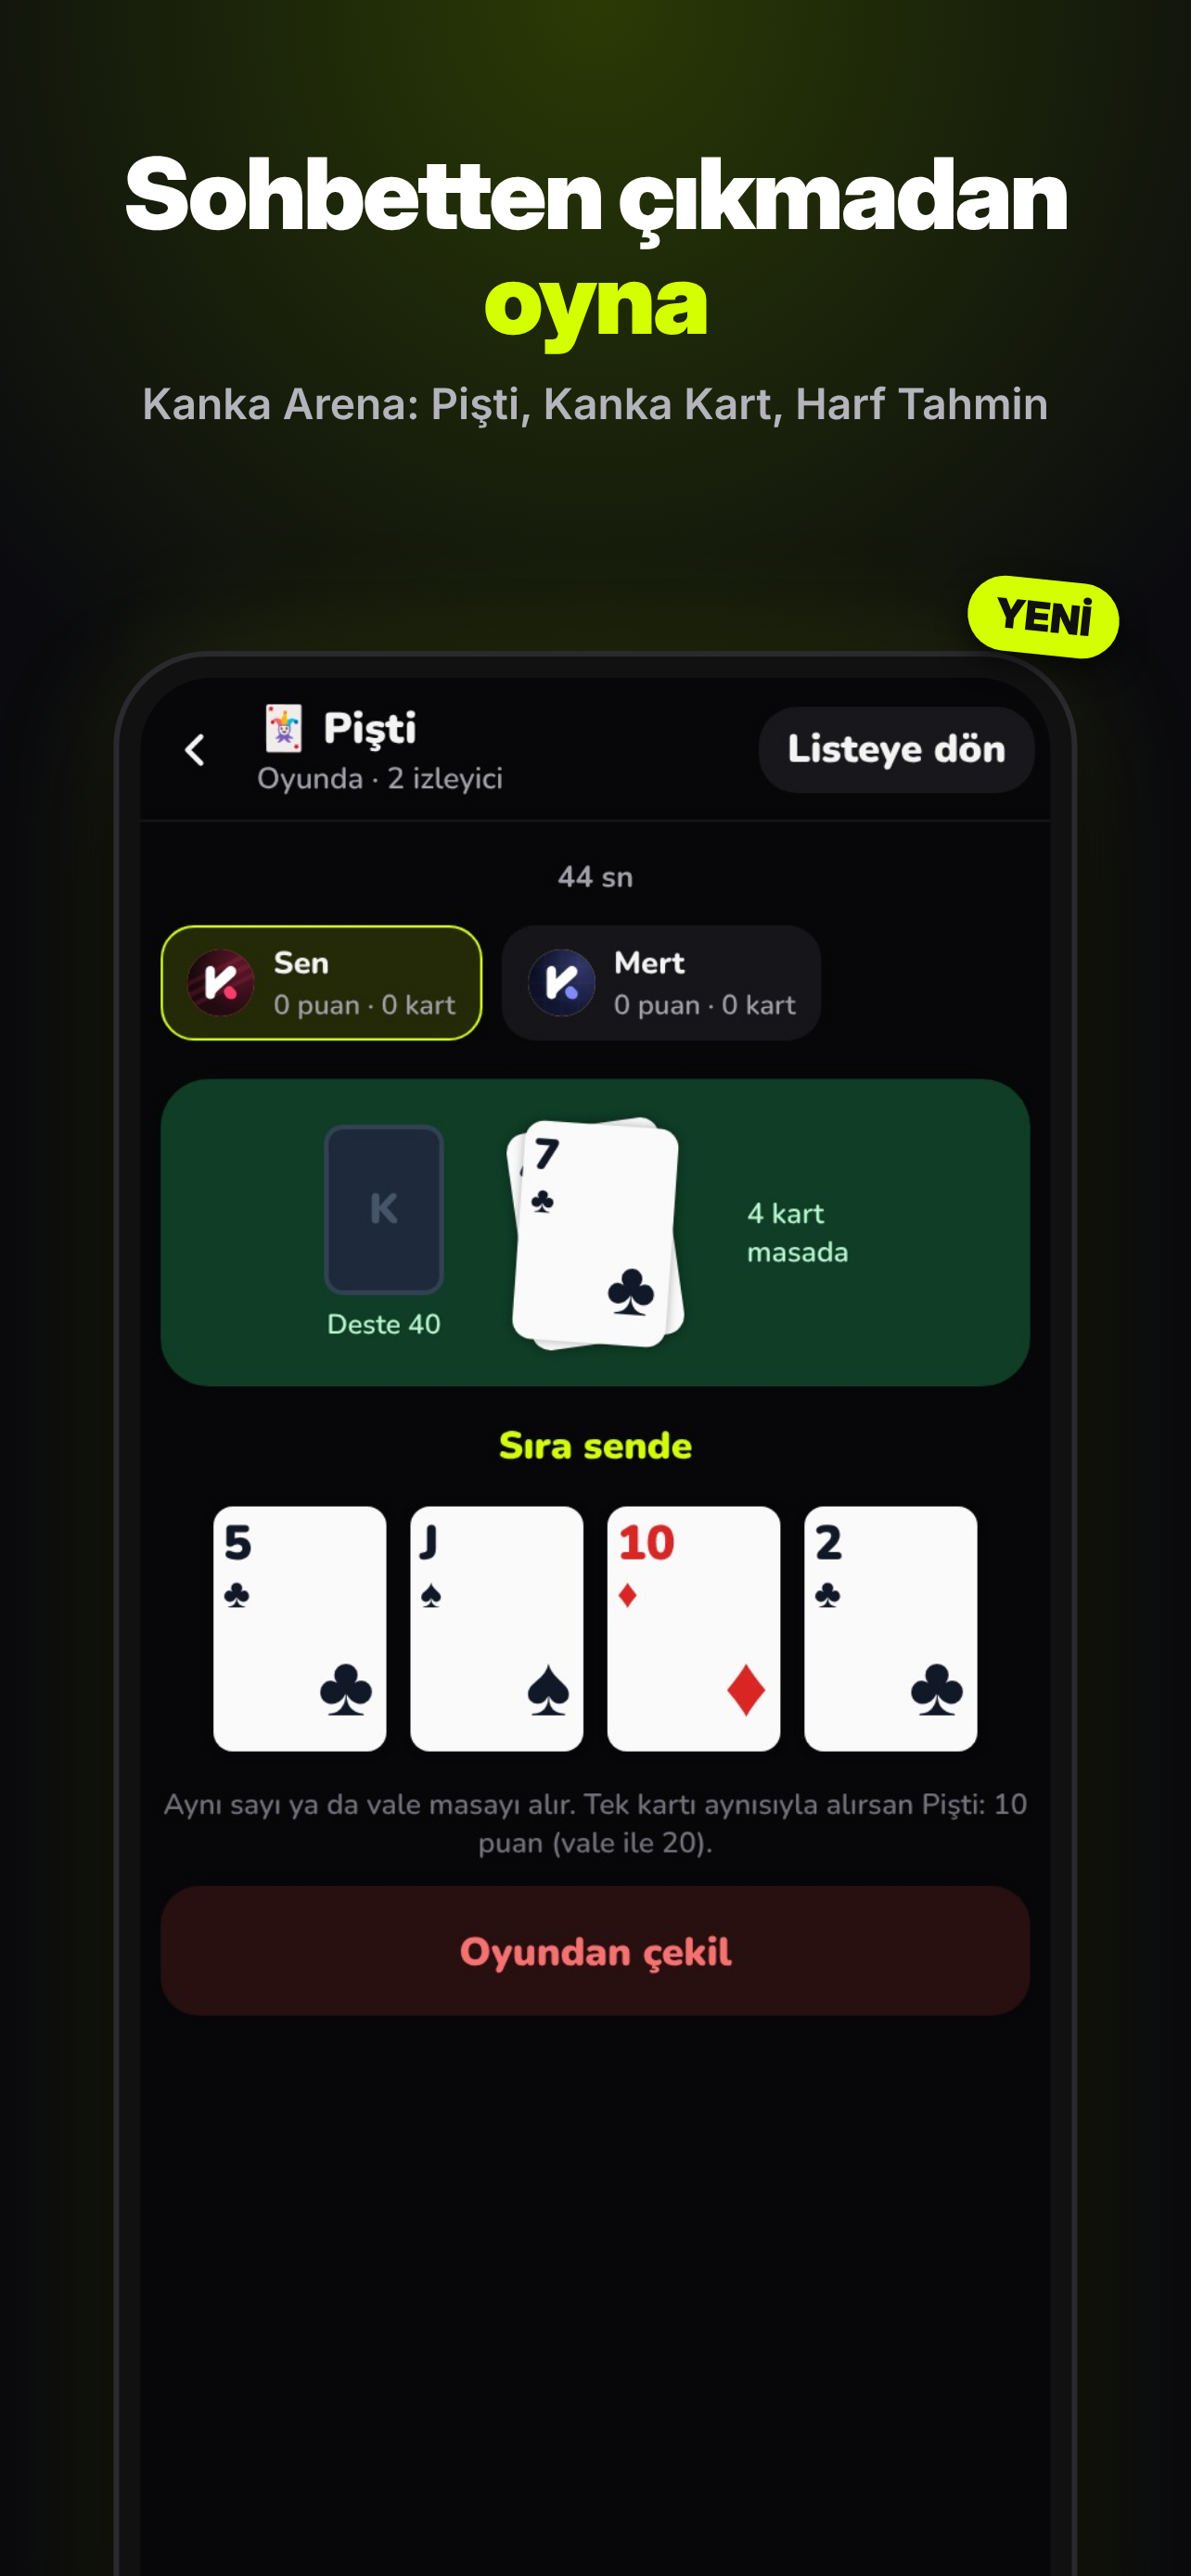 Sohbetten çıkmadan
oyna
Kanka Arena: Pişti, Kanka Kart, Harf Tahmin
YENİ
Pişti
Oyunda · 2 izleyici
Listeye dön
44 sn
Sen
0 puan · 0 kart
Mert
0 puan · 0 kart
K
Deste 40
7
♣
♣
4 kart
masada
Sıra sende
5
♣
♣
J
♠
♠
10
♦
♦
2
♣
♣
Aynı sayı ya da vale masayı alır. Tek kartı aynısıyla alırsan Pişti: 10
puan (vale ile 20).
Oyundan çekil